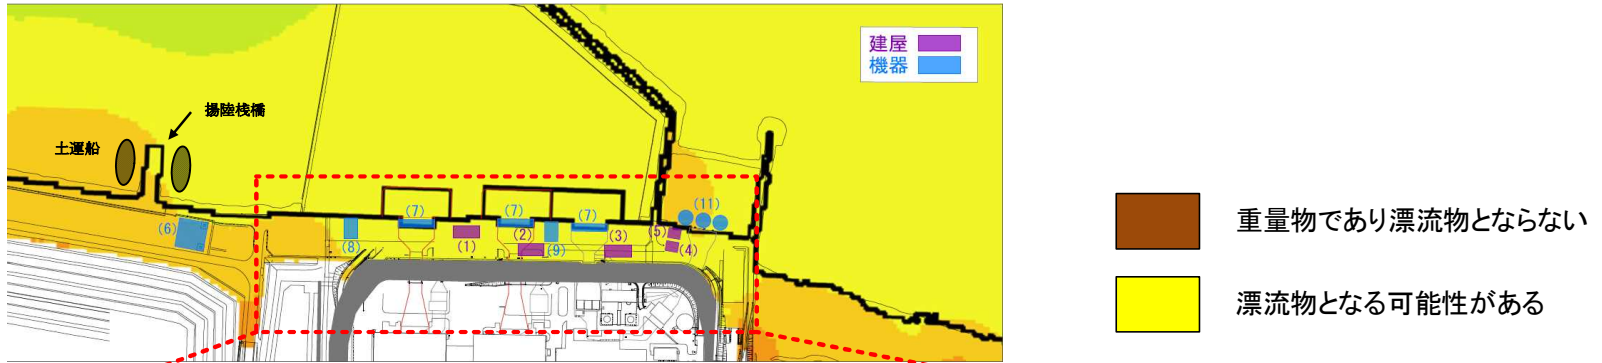 建屋
機器
揚陸桟橋
土運船
(7)
(7)
(7)
(11)
(6)
(8)
(1)
(2)
(9)
(3)
(5)
(4)
重量物であり漂流物とならない
漂流物となる可能性がある